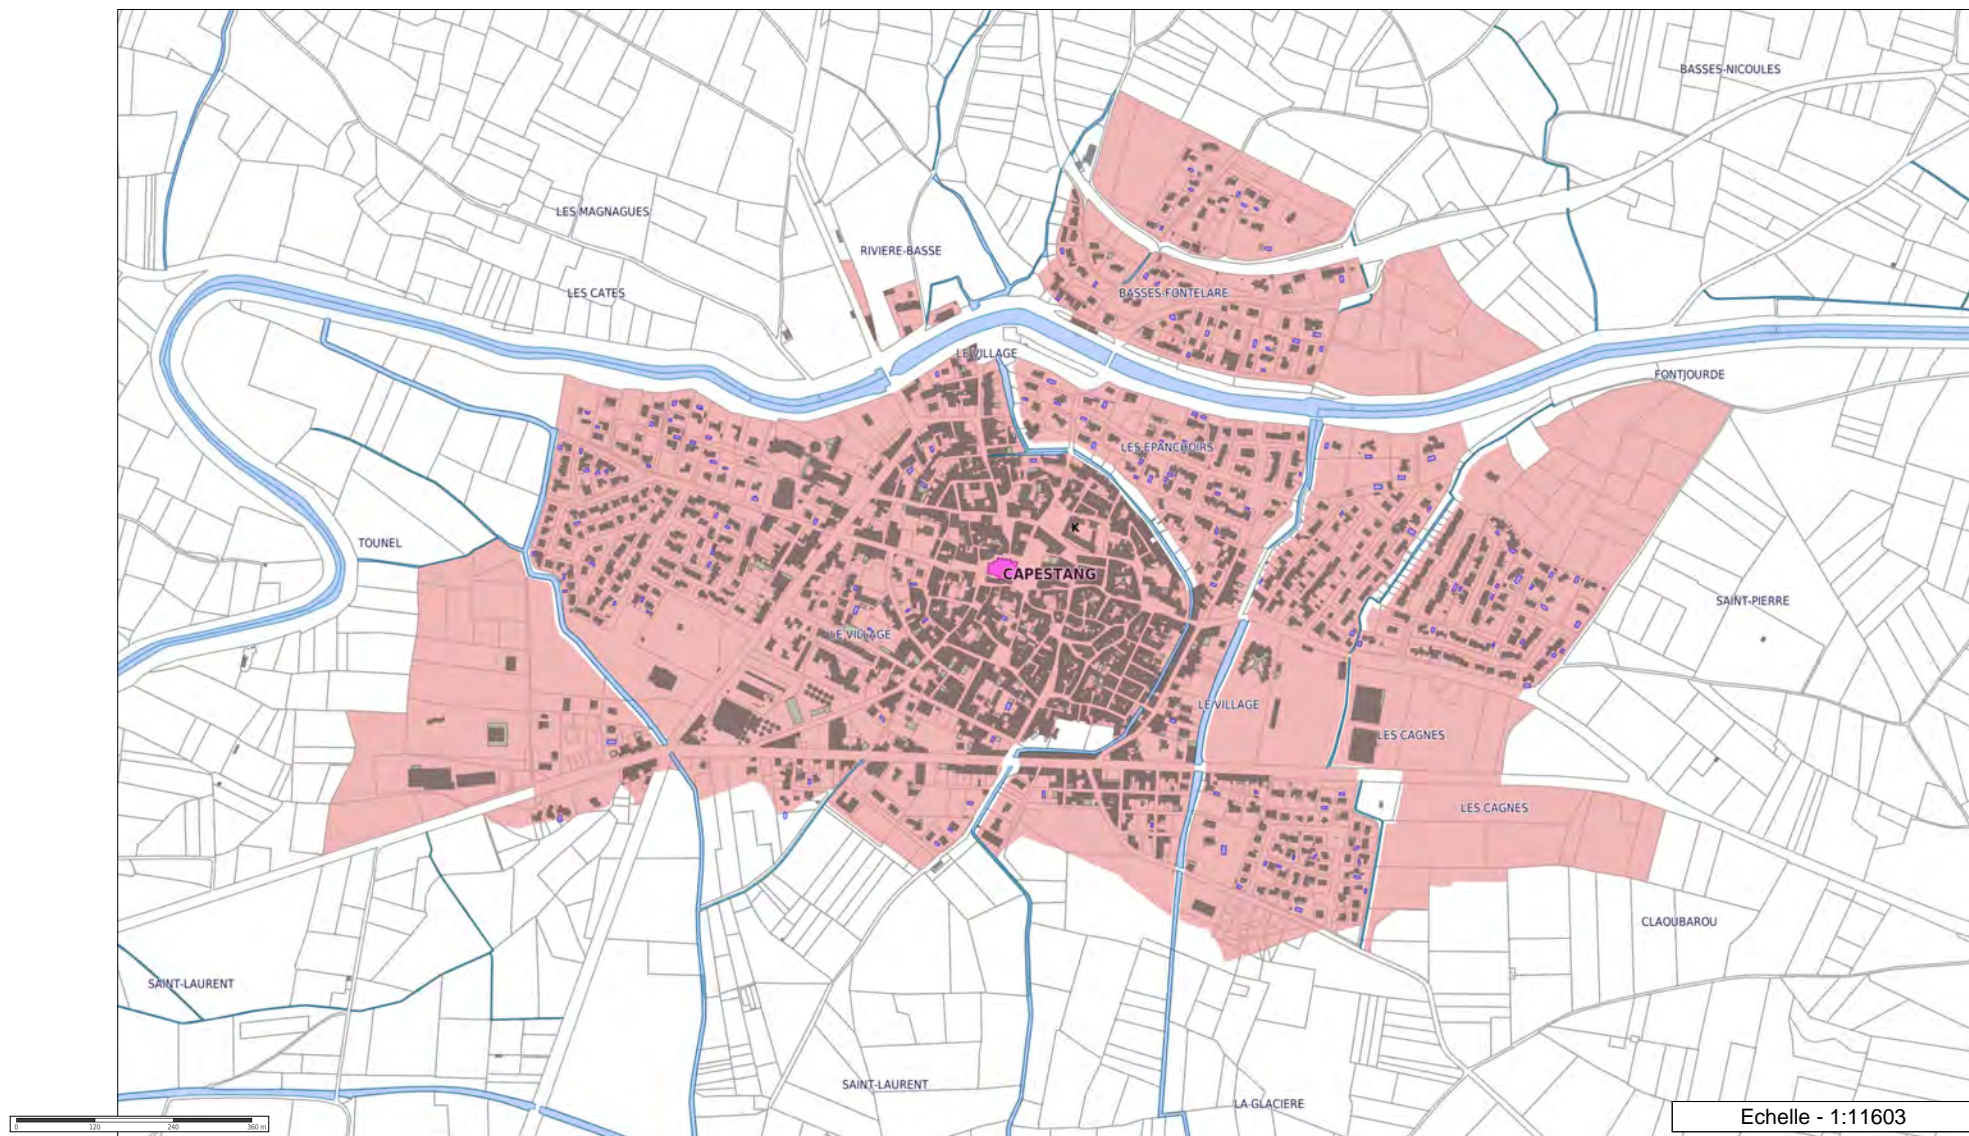 BASSES-NICOULES
LES MAGNAGUES
RIVIERE-BASSE
LES CATES
BASSES-FONTELARE
LE VILLAGE
FONTJOURDE
LES EPANCHOIRS
K
TOUNEL
CAPESTANG
SAINT-PIERRE
LE VILLAGE
LE VILLAGE
LES CAGNES
LES CAGNES
CLAOUBAROU
SAINT-LAURENT
SAINT-LAURENT
LA GLACIERE
0 120 240 360 m
Echelle - 1:11603